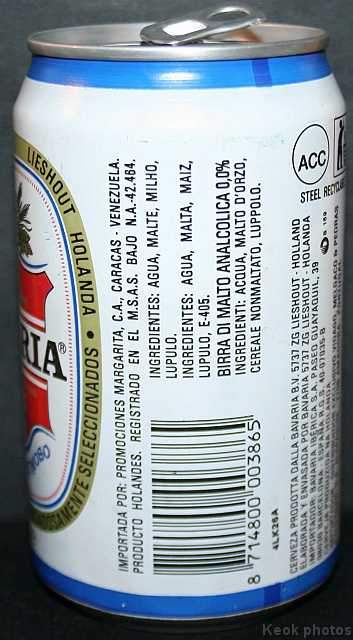 LIESHOUT HOLANDA • 
SELECCIONADOS
RIA®
IMPORTADA POR: PROMOCIONES MARGARITA, C.A., CARACAS - VENEZUELA.
PRODUCTO HOLANDES. REGISTRADO EN EL M.S.A.S. BAJO N.A.-42.464.
INGREDIENTES: AGUA, MALTE, MILHO,
LUPULO.
INGREDIENTES: AGUA, MALTA, MAIZ,
LUPULO, E-405.
BIRRA DI MALTO ANALCOLICA 0,0%
INGREDIENTI: ACQUA, MALTO D'ORZO,
CEREALE NONMALTATO, LUPPOLO.
8 714800 003865
4LK26A
ACC
STEEL
CERVEZA PRODOTTA DALLA BAVARIA B.V. 5737 ZG LIESHOUT - HOLLAND
ELABORADA Y ENVASADA POR BAVARIA 5737 ZG LIESHOUT - HOLANDA
IMPORTADOR: BAVARIA IBERICA S.A. PASEO GUAYAQUIL, 39
Keok photos